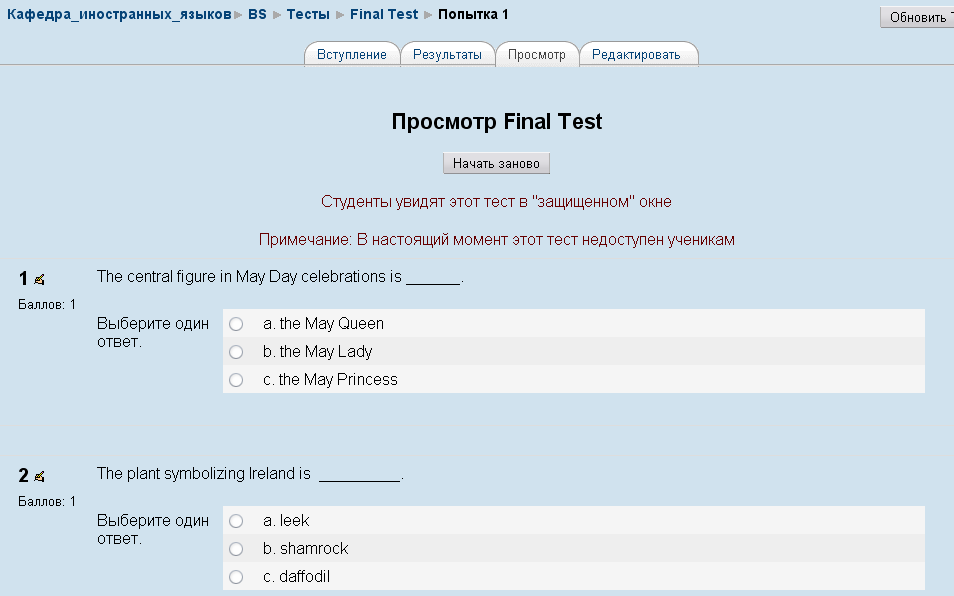 Кафедра_иностранных_языков ► BS ► Тесты ► Final Test ► Попытка 1
Обновить
Вступление Результаты Просмотр Редактировать
Просмотр Final Test
Начать заново
Студенты увидят этот тест в "защищенном" окне
Примечание: В настоящий момент этот тест недоступен ученикам
1 The central figure in May Day celebrations is ______.
Баллов: 1
Выберите один ответ.
a. the May Queen
b. the May Lady
c. the May Princess
2 The plant symbolizing Ireland is _________.
Баллов: 1
Выберите один ответ.
a. leek
b. shamrock
c. daffodil